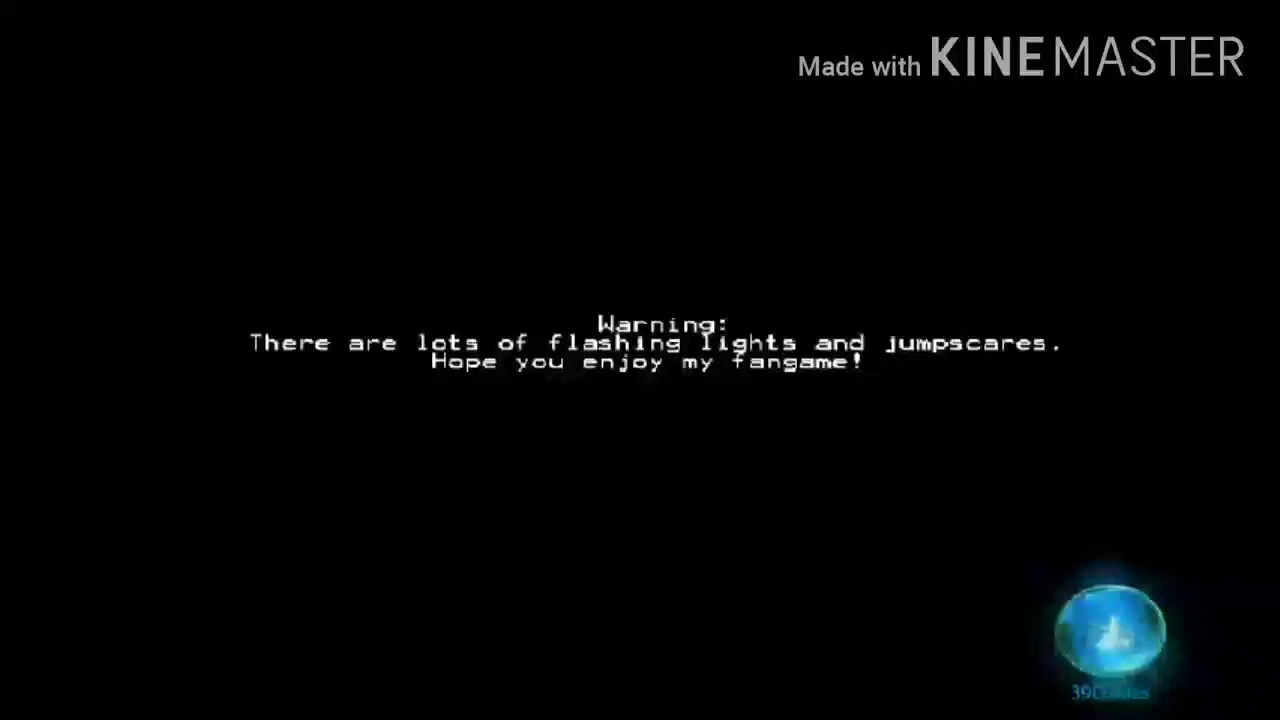 Made with KINEMASTER
Warning:
There are lots of flashing lights and jumpscares.
Hope you enjoy my fangame!